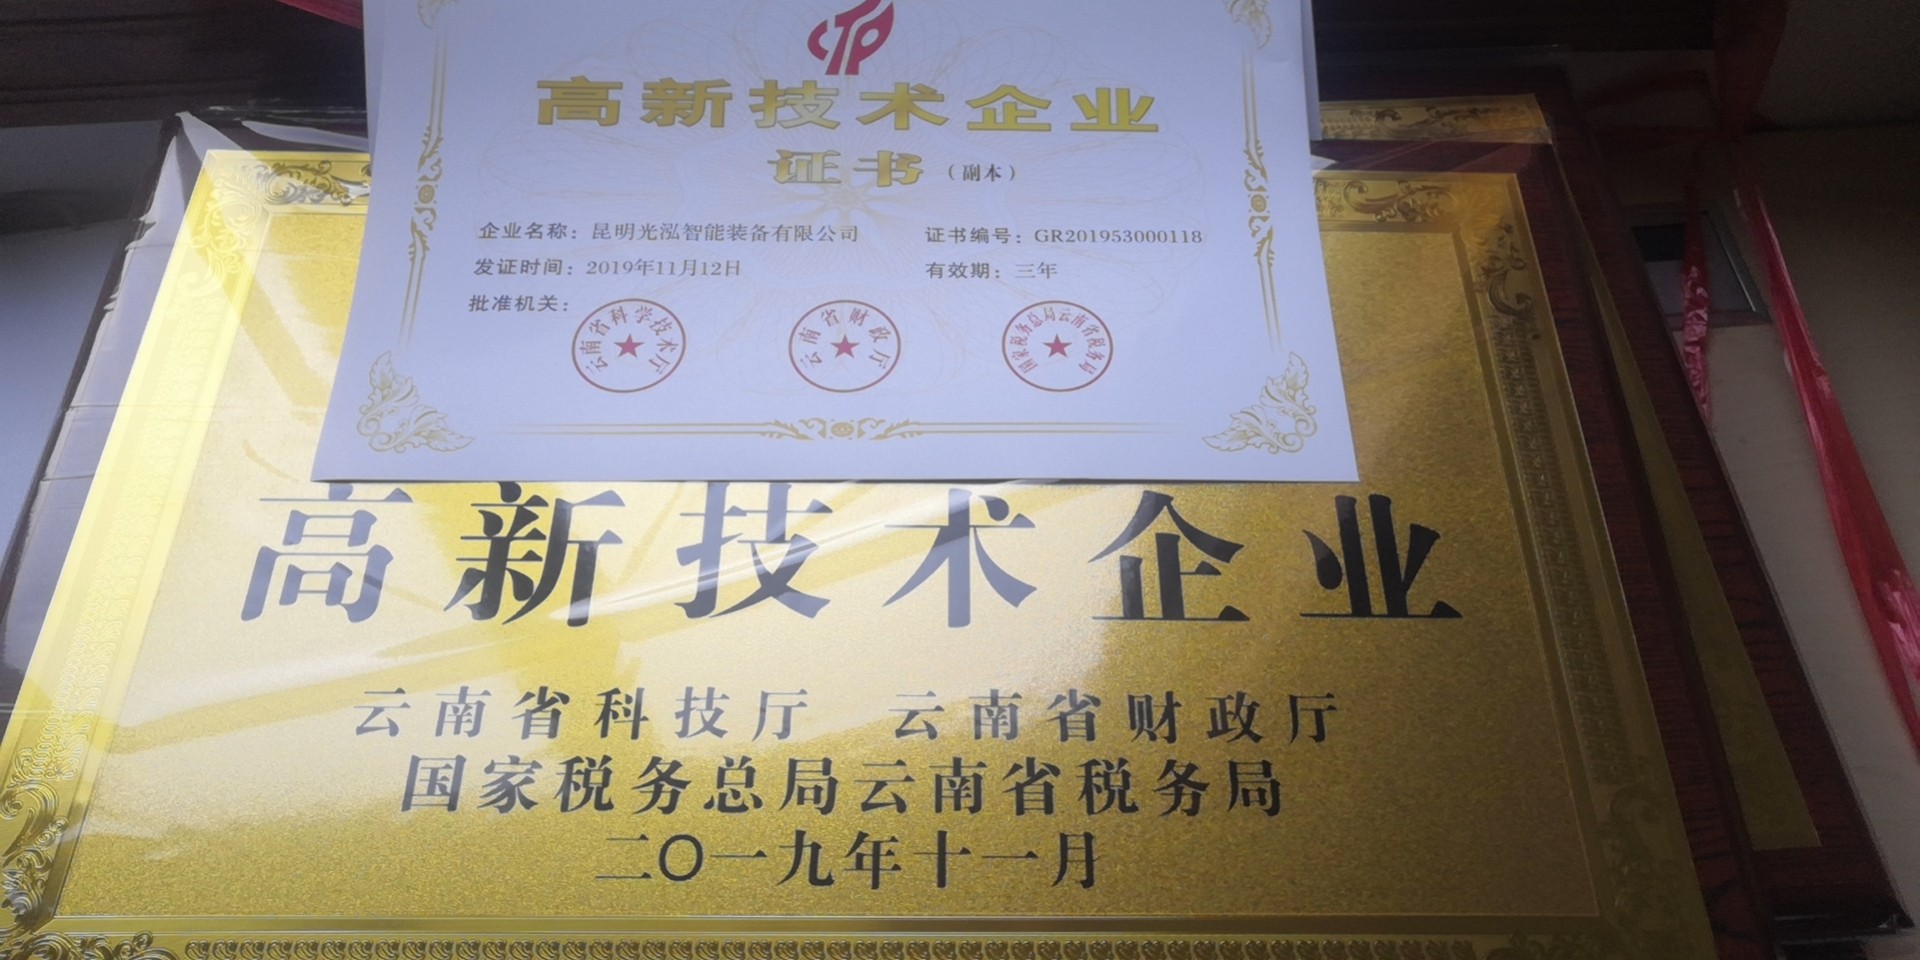 CTP
高新技术企业
证书（副本）
企业名称：昆明光泓智能装备有限公司 证书编号：GR201953000118
发证时间：2019年11月12日 有效期：三年
批准机关：
云南省科学技术厅 云南省财政厅 国家税务总局云南省税务局
高新技术企业
云南省科技厅 云南省财政厅
国家税务总局云南省税务局
二〇一九年十一月